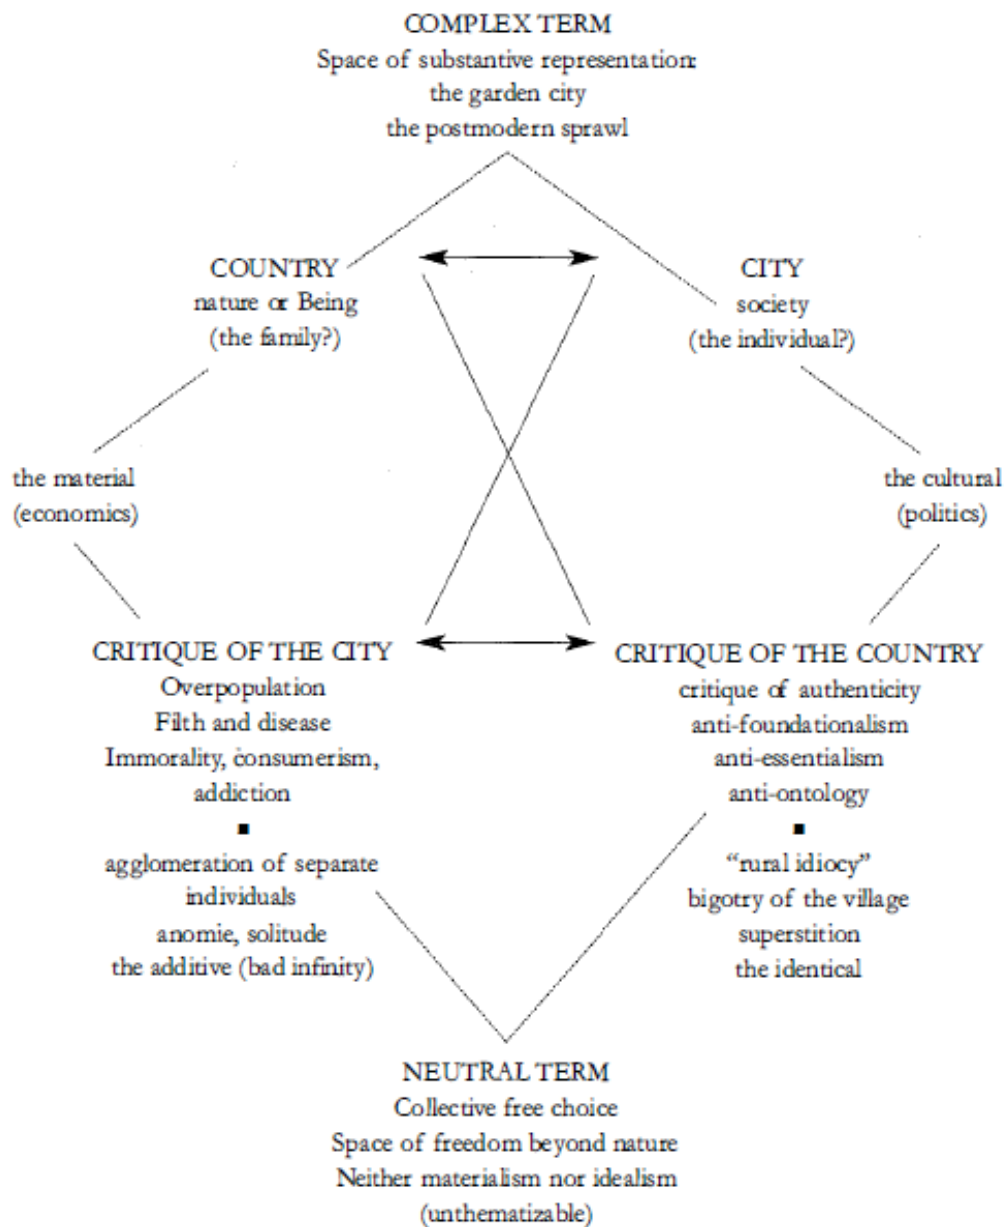 COMPLEX TERM
Space of substantive representation:
the garden city
the postmodern sprawl
COUNTRY
nature or Being
(the family?)
CITY
society
(the individual?)
the material
(economics)
the cultural
(politics)
CRITIQUE OF THE CITY
Overpopulation
Filth and disease
Immorality, consumerism,
addiction
■
agglomeration of separate
individuals
anomie, solitude
the additive (bad infinity)
CRITIQUE OF THE COUNTRY
critique of authenticity
anti-foundationalism
anti-essentialism
anti-ontology
■
“rural idiocy”
bigotry of the village
superstition
the identical
NEUTRAL TERM
Collective free choice
Space of freedom beyond nature
Neither materialism nor idealism
(unthematizable)